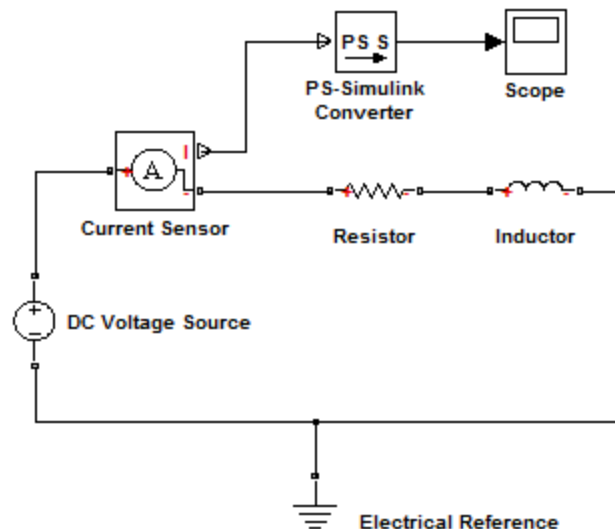 PS S
PS-Simulink
Converter
Scope
I
A
+
-
Current Sensor
+
-
Resistor
+
-
Inductor
+
-
DC Voltage Source
Electrical Reference